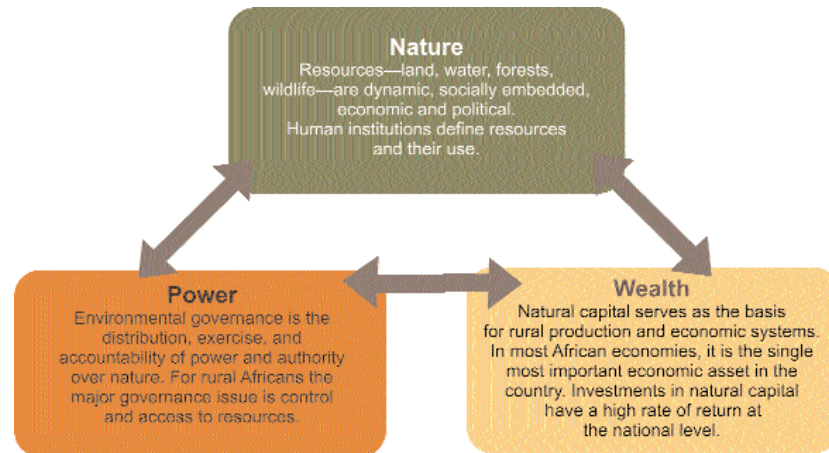 Nature
Resources—land, water, forests,
wildlife—are dynamic, socially embedded,
economic and political.
Human institutions define resources
and their use.
Power
Environmental governance is the
distribution, exercise, and
accountability of power and authority
over nature. For rural Africans the
major governance issue is control
and access to resources.
Wealth
Natural capital serves as the basis
for rural production and economic systems.
In most African economies, it is the single
most important economic asset in the
country. Investments in natural capital
have a high rate of return at
the national level.